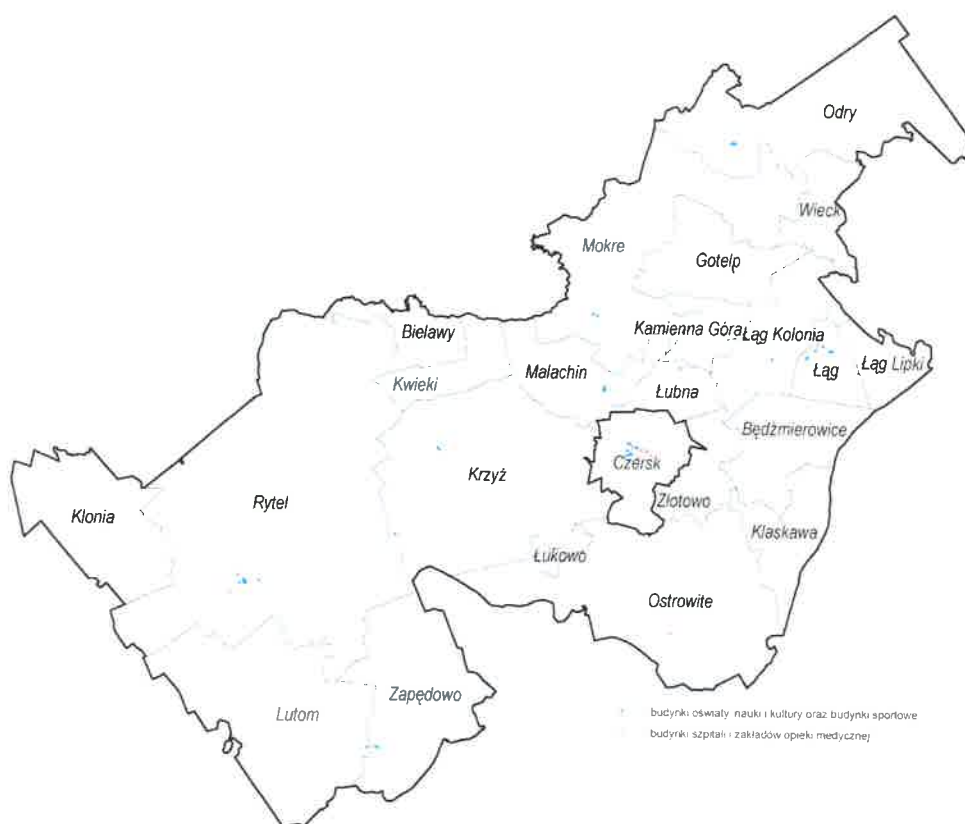 Odry
Wieck
Mokre
Gotelp
Kamienna Góra
Łąg Kolonia
Bielawy
Malachin
Łąg
Łąg Lipki
Kwieki
Łubna
Będźmierowice
Czersk
Krzyż
Rytel
Klonia
Złotowo
Klaskawa
Łukowo
Ostrowite
Zapędowo
Lutom
budynki oświaty nauki i kultury oraz budynki sportowe
budynki szpitali i zakładów opieki medycznej